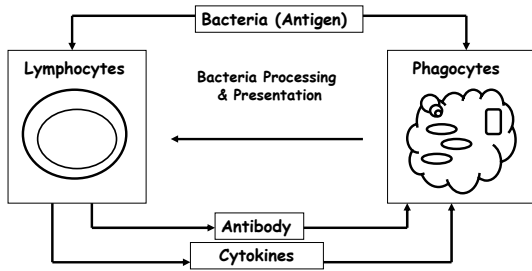 Bacteria (Antigen)
Lymphocytes
Phagocytes
Bacteria Processing
& Presentation
Antibody
Cytokines